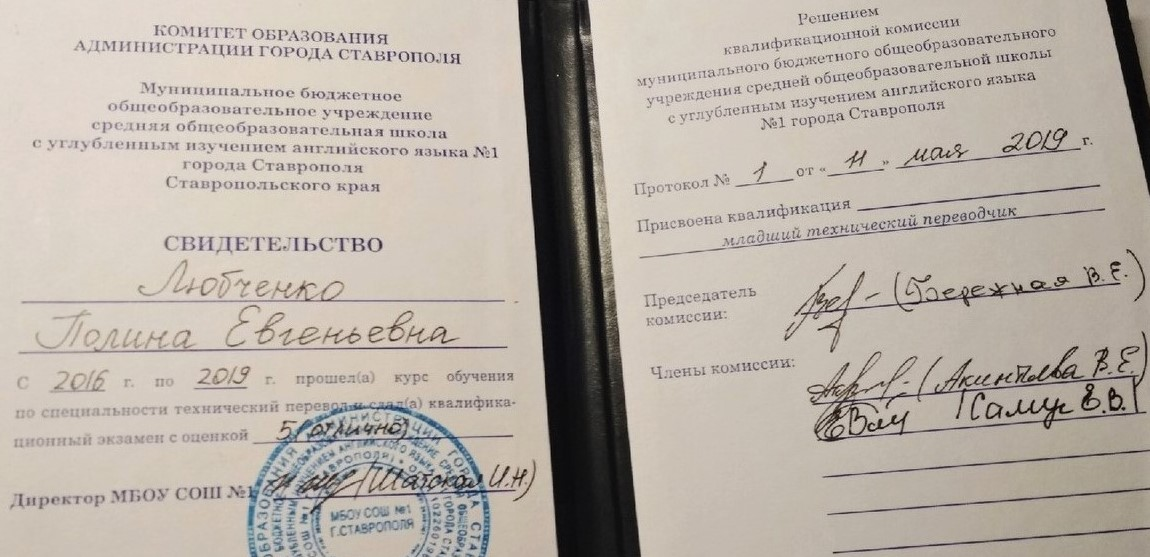 КОМИТЕТ ОБРАЗОВАНИЯ
АДМИНИСТРАЦИИ ГОРОДА СТАВРОПОЛЯ
Муниципальное бюджетное
общеобразовательное учреждение
средняя общеобразовательная школа
с углубленным изучением английского языка №1
города Ставрополя
Ставропольского края
СВИДЕТЕЛЬСТВО
Любченко
Полина Евгеньевна
С 2016 г. по 2019 г. прошел(а) курс обучения
по специальности технический перевод и сдал(а) квалифика-
ционный экзамен с оценкой 5 (отлично)
Директор МБОУ СОШ №1 (Шатская И.Н.)
МБОУ СОШ №1
Г.СТАВРОПОЛЯ
Решением
квалификационной комиссии
муниципального бюджетного общеобразовательного
учреждения средней общеобразовательной школы
с углубленным изучением английского языка
№1 города Ставрополя
Протокол № 1 от «11» мая 2019 г.
Присвоена квалификация
младший технический переводчик
Председатель
комиссии: (Бережная В.Е.)
Члены комиссии: В.Е.)
Е.В.